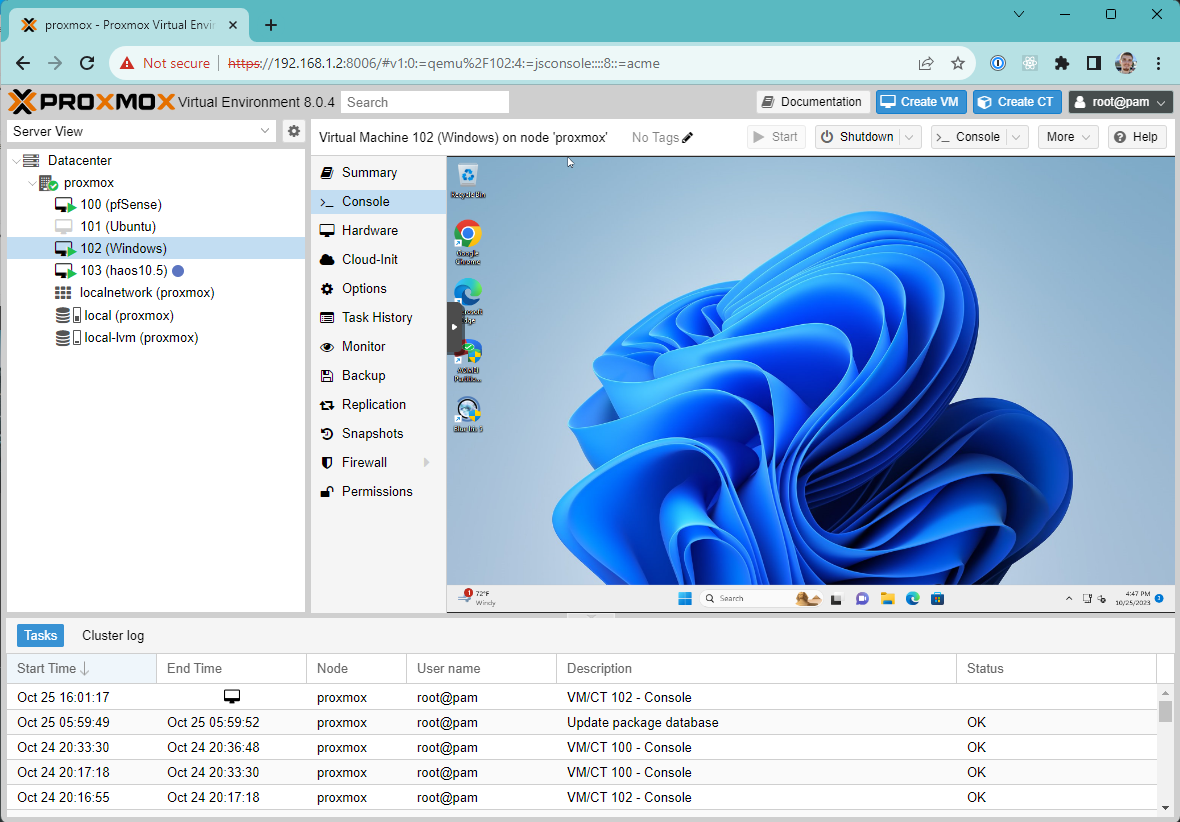 proxmox - Proxmox Virtual Envir
Not secure https://192.168.1.2:8006/#v1:0:=qemu%2F102:4:=jsconsole::::8::=acme
PROXMOX Virtual Environment 8.0.4 Search Documentation Create VM Create CT root@pam
Server View Virtual Machine 102 (Windows) on node 'proxmox' No Tags Start Shutdown Console More Help
Datacenter
proxmox
100 (pfSense)
101 (Ubuntu)
102 (Windows)
103 (haos10.5)
localnetwork (proxmox)
local (proxmox)
local-lvm (proxmox)
Summary
Console
Hardware
Cloud-Init
Options
Task History
Monitor
Backup
Replication
Snapshots
Firewall
Permissions
Recycle Bin
Google
Chrome
Edge
AOMEI
Partitio...
Blue Iris 5
1
72°F
Windy
Search
4:47 PM
10/25/2023
Tasks Cluster log
Start Time End Time Node User name Description Status
Oct 25 16:01:17 proxmox root@pam VM/CT 102 - Console
Oct 25 05:59:49 Oct 25 05:59:52 proxmox root@pam Update package database OK
Oct 24 20:33:30 Oct 24 20:36:48 proxmox root@pam VM/CT 100 - Console OK
Oct 24 20:17:18 Oct 24 20:33:30 proxmox root@pam VM/CT 100 - Console OK
Oct 24 20:16:55 Oct 24 20:17:18 proxmox root@pam VM/CT 102 - Console OK